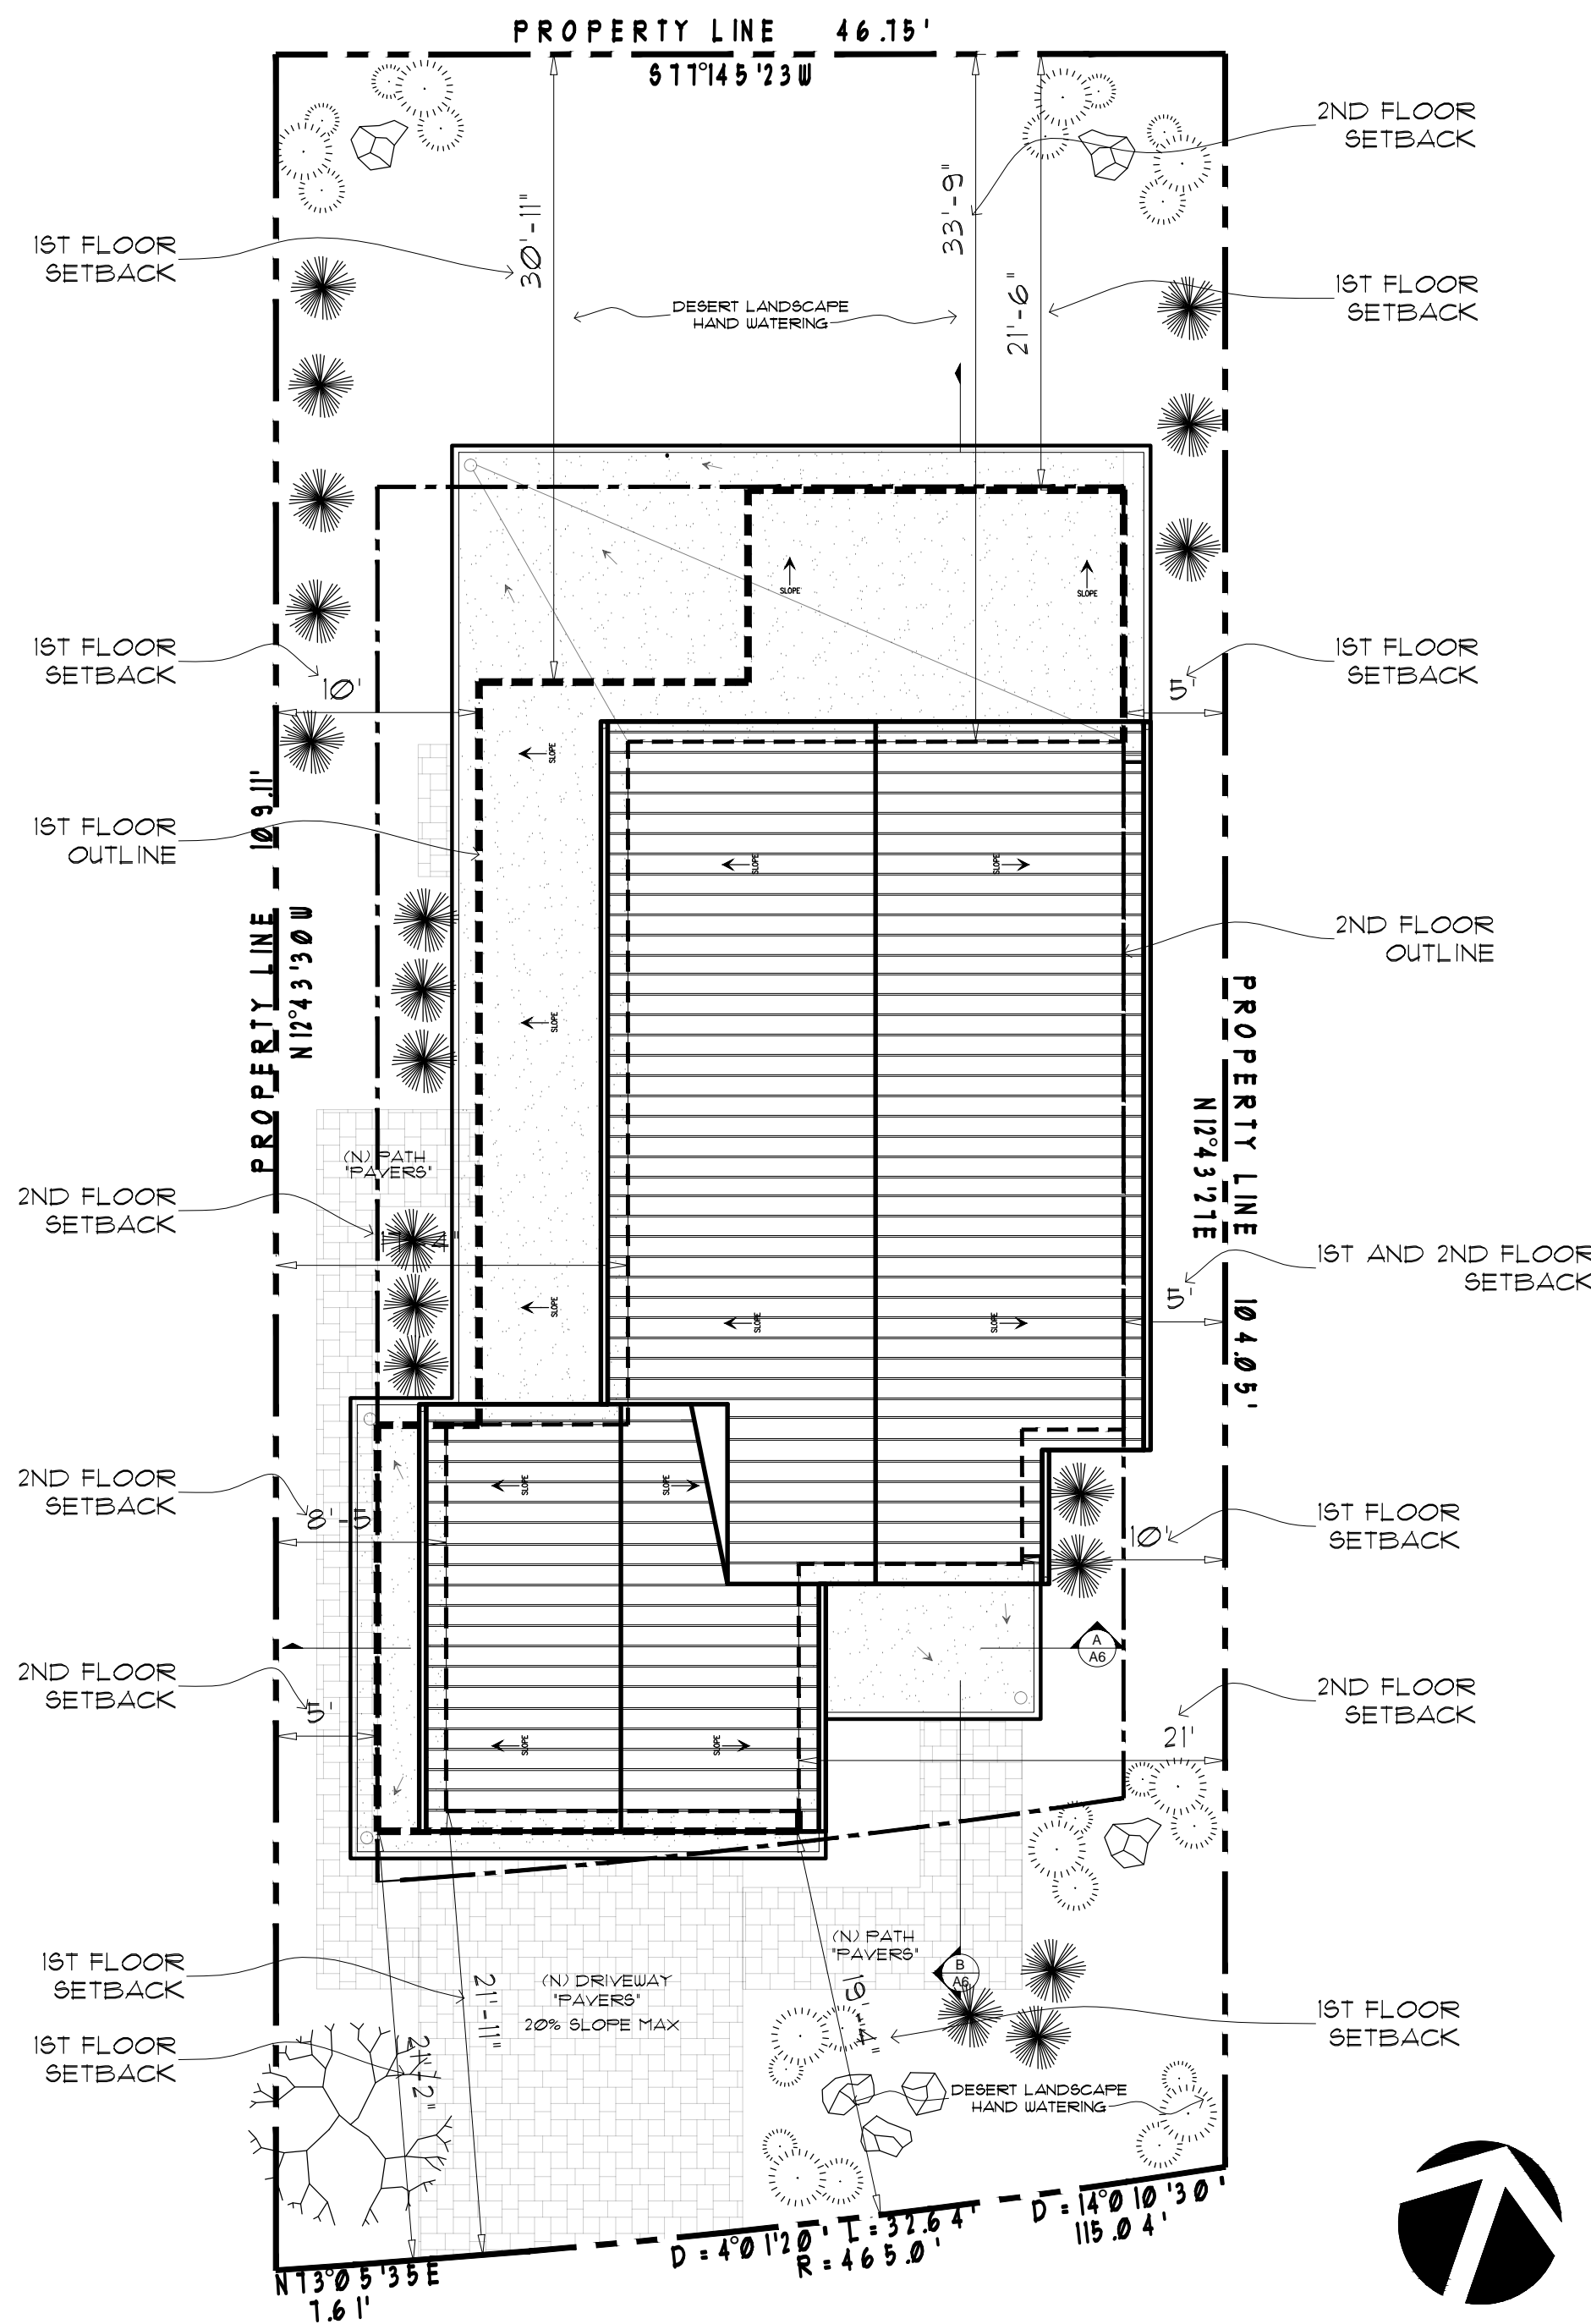 PROPERTY LINE 46.75'
S77°145'23W
2ND FLOOR
SETBACK
1ST FLOOR
SETBACK
30'-11"
33'-9"
21'-6"
1ST FLOOR
SETBACK
DESERT LANDSCAPE
HAND WATERING
SLOPE
SLOPE
1ST FLOOR
SETBACK
10'
1ST FLOOR
SETBACK
5'
SLOPE
1ST FLOOR
OUTLINE
PROPERTY LINE 109.11'
N12°43'30W
SLOPE
SLOPE
2ND FLOOR
OUTLINE
PROPERTY LINE 104.05'
N12°43'27E
SLOPE
(N) PATH
"PAVERS"
2ND FLOOR
SETBACK
1ST AND 2ND FLOOR
SETBACK
5'
SLOPE
SLOPE
SLOPE
2ND FLOOR
SETBACK
8'-5
SLOPE
SLOPE
1ST FLOOR
SETBACK
10'
A
A6
2ND FLOOR
SETBACK
5'
2ND FLOOR
SETBACK
21'
SLOPE
SLOPE
1ST FLOOR
SETBACK
21'-11"
(N) DRIVEWAY
"PAVERS"
20% SLOPE MAX
(N) PATH
"PAVERS"
B
A6
19'-4"
1ST FLOOR
SETBACK
1ST FLOOR
SETBACK
21'-2"
DESERT LANDSCAPE
HAND WATERING
N73°05'35E
7.61'
D=4°01'20' L=32.64'
R=465.0'
D=14°010'30'
115.04'